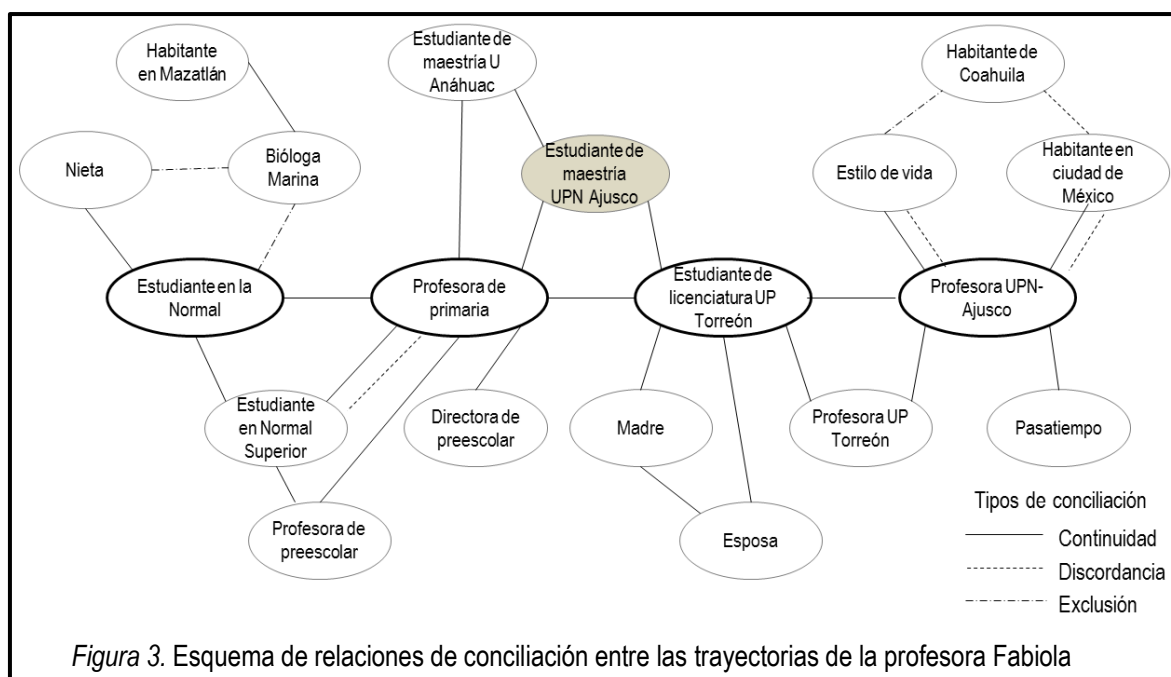 Habitante
en Mazatlán
Estudiante de
maestría U
Anáhuac
Habitante de
Coahuila
Nieta
Bióloga
Marina
Estudiante de
maestría
UPN Ajusco
Estilo de vida
Habitante en
ciudad de
México
Estudiante en la
Normal
Profesora de
primaria
Estudiante de
licenciatura UP
Torreón
Profesora UPN-
Ajusco
Estudiante
en Normal
Superior
Directora de
preescolar
Madre
Profesora UP
Torreón
Pasatiempo
Profesora de
preescolar
Esposa
Tipos de conciliación
Continuidad
Discordancia
Exclusión
Figura 3. Esquema de relaciones de conciliación entre las trayectorias de la profesora Fabiola